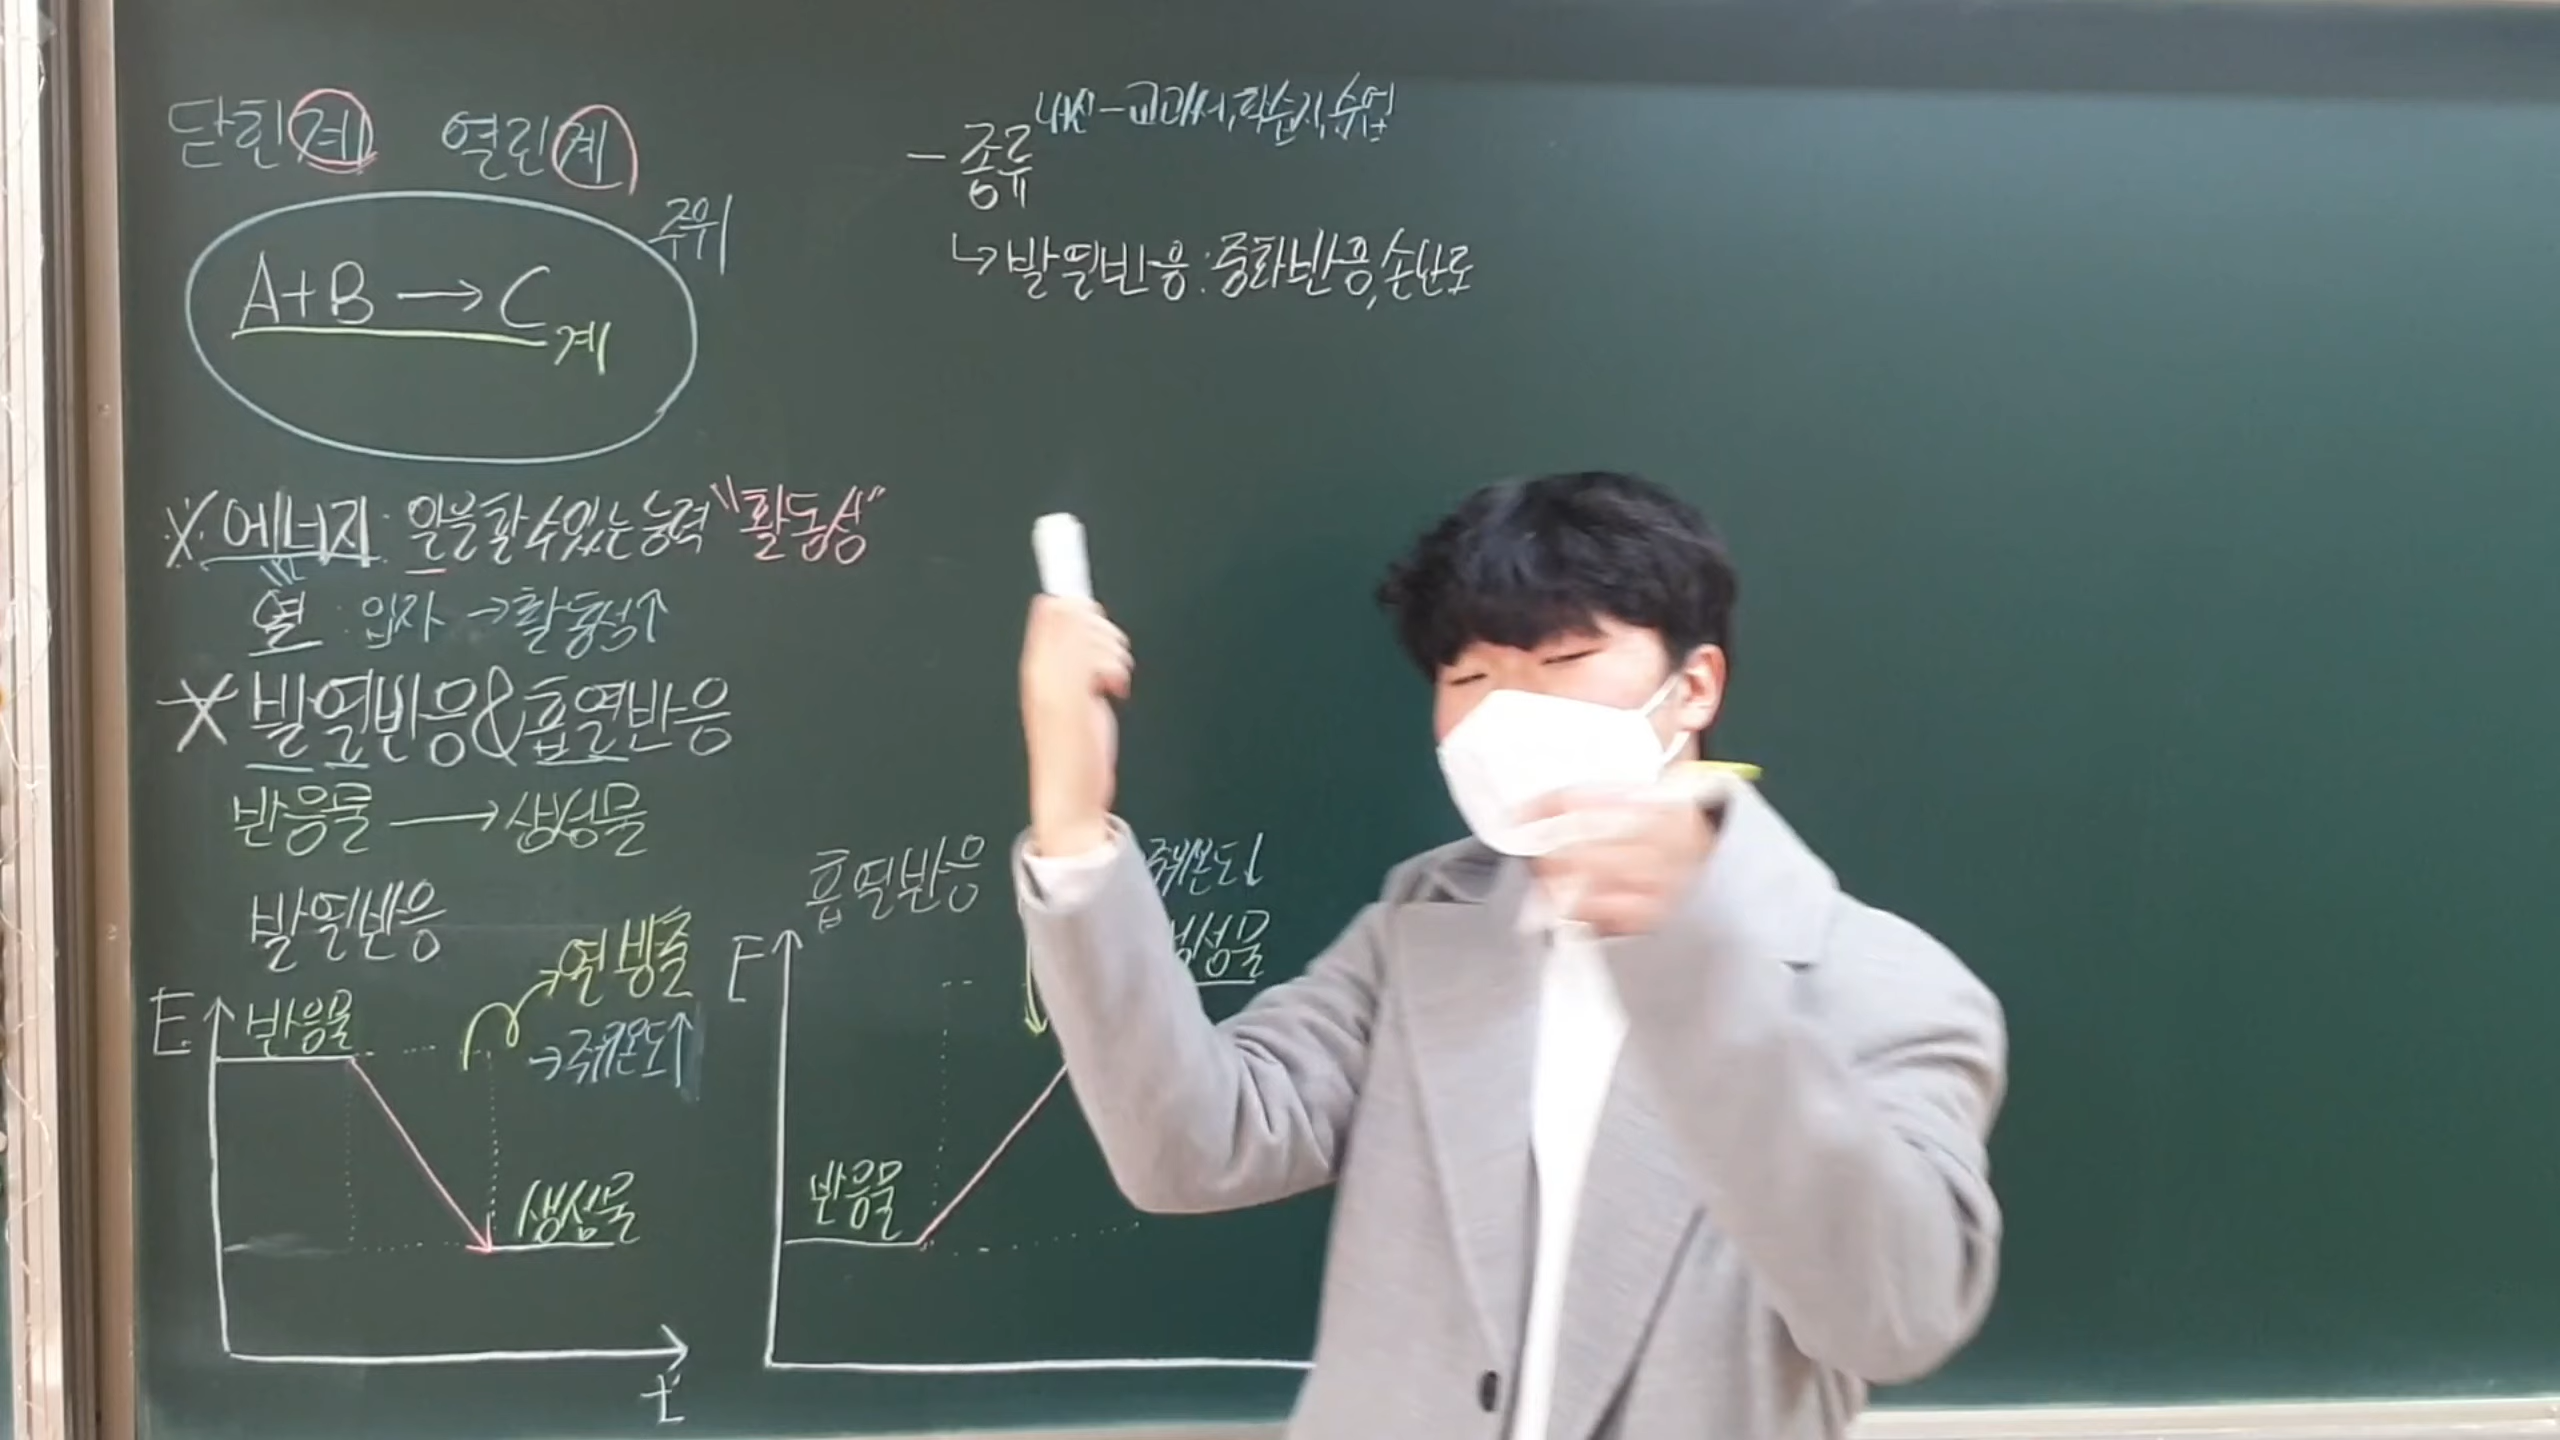 닫힌계 열린계
주위
A+B → C 계
※ 에너지: 일을 할 수 있는 능력 "활동성"
열 : 입자 → 활동성↑
* 발열반응&흡열반응
반응물 → 생성물
발열반응
E 반응물
→열 방출
→주위온도↑
생성물
t
흡열반응
E
주위온도↓
생성물
반응물
내신-교과서,학습지,수업
- 종류
↳ 발열반응 : 중화반응, 손난로